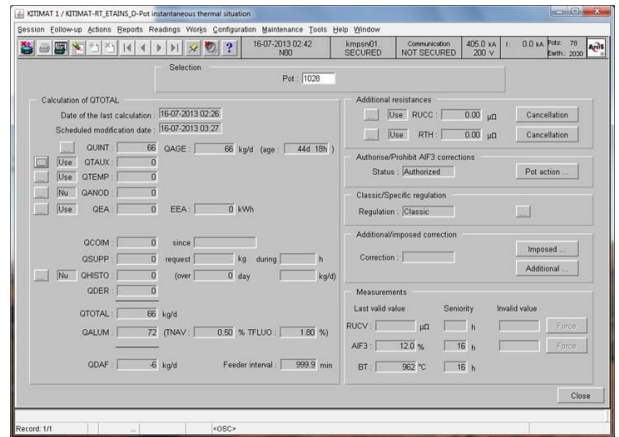 KITIMAT 1 / KITIMAT-RT_ETAINS_D-Pot instantaneous thermal situation
Session Follow-up Actions Reports Readings Works Configuration Maintenance Tools Help Window
16-07-2013 02:42 kmpsn01. Communication 405.0 kA I: 0.0 kA Pots: 78
N80 SECURED NOT SECURED 200 V Earth.: 2030
Selection
Pot : 1028
Calculation of QTOTAL
Date of the last calculation : 16-07-2013 02:26
Scheduled modification date : 16-07-2013 03:27
QUINT : 66 QAGE : 66 kg/d (age : 44d 18h )
Use QTAUX : 0
Use QTEMP : 0
Nu QANOD : 0
Use QEA : 0 EEA : 0 kWh
QCOIM : 0 since
QSUPP : 0 request kg during h
Nu QHISTO : 0 (over 0 day kg/d)
QDER : 0
QTOTAL : 66 kg/d
QALUM : 72 (TNAV : 0.50 % TFLUO : 1.80 %)
QDAF : -6 kg/d Feeder interval : 999.9 min
Additional resistances
Use RUCC : 0.00 µΩ Cancellation
Use RTH : 0.00 µΩ Cancellation
Authorise/Prohibit AlF3 corrections
Status : Authorized Pot action ...
Classic/Specific regulation
Regulation : Classic ...
Additional/imposed correction
Correction : Imposed ...
Additional ...
Measurements
Last valid value Seniority Invalid value
RUCV : µΩ h Force
AlF3 : 12.0 % 16 h Force
BT : 962 °C 16 h
Close
Record: 1/1 ... <OSC>